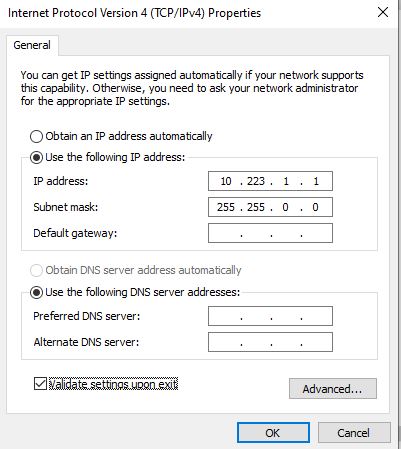 Internet Protocol Version 4 (TCP/IPv4) Properties
General
You can get IP settings assigned automatically if your network supports
this capability. Otherwise, you need to ask your network administrator
for the appropriate IP settings.
Obtain an IP address automatically
Use the following IP address:
IP address: 10 . 223 . 1 . 1
Subnet mask: 255 . 255 . 0 . 0
Default gateway: . . .
Obtain DNS server address automatically
Use the following DNS server addresses:
Preferred DNS server: . . .
Alternate DNS server: . . .
Validate settings upon exit
Advanced...
OK Cancel